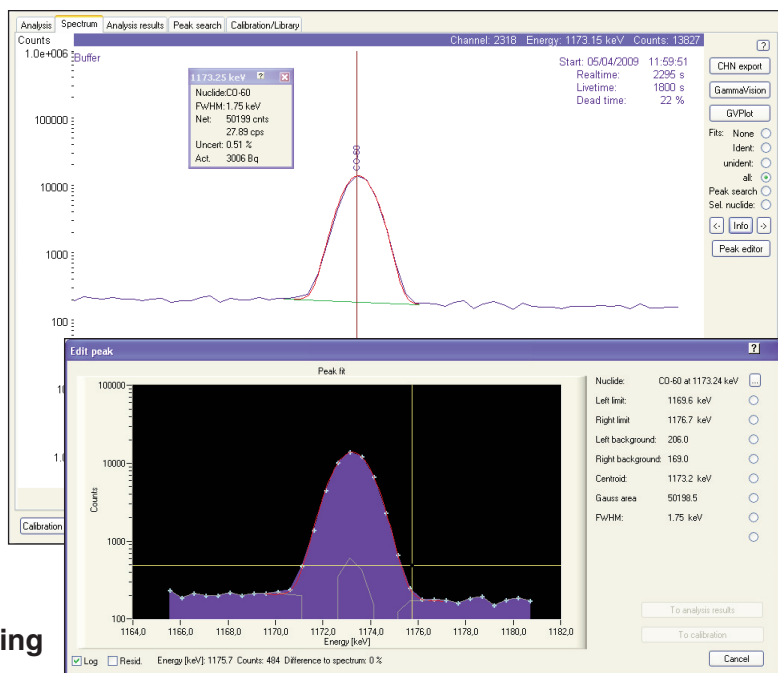 Analysis Spectrum Analysis results Peak search Calibration/Library
Counts
Channel: 2318 Energy: 1173.15 keV Counts: 13827
1.0e+006
Buffer
Start: 05/04/2009 11:59:51
Realtime: 2295 s
Livetime: 1800 s
Dead time: 22 %
1173.25 keV ?
Nuclide:CO-60
FWHM:1.75 keV
Net: 50199 cnts
27.89 cps
Uncert: 0.51 %
Act. 3006 Bq
CO-60
100000
10000
1000
100
10
1.0
?
CHN export
GammaVision
GVPlot
Fits: None
Ident:
unident:
all:
Peak search
Sel. nuclide:
<- Info ->
Peak editor
Calibration
Edit peak ?
Peak fit
100000
10000
1000
100
Counts
1164,0 1166,0 1168,0 1170,0 1172,0 1174,0 1176,0 1178,0 1180,0 1182,0
Energy [keV]
Nuclide: CO-60 at 1173.24 keV ...
Left limit: 1169.6 keV
Right limit 1176.7 keV
Left background: 206.0
Right background: 169.0
Centroid: 1173.2 keV
Gauss area 50198.5
FWHM: 1.75 keV
To analysis results
To calibration
Cancel
Log Resid. Energy [keV]: 1175.7 Counts: 484 Difference to spectrum: 0 %
ing